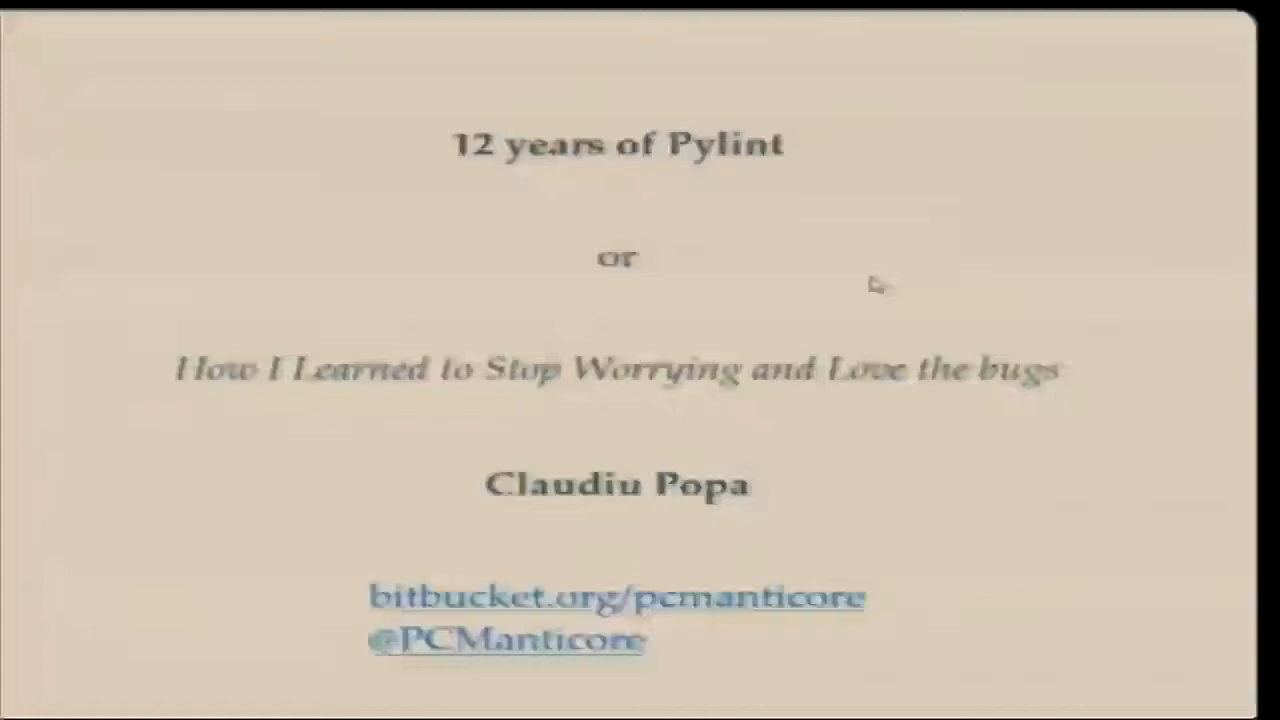 12 years of Pylint
or
How I Learned to Stop Worrying and Love the bugs
Claudiu Popa
bitbucket.org/pcmanticore
@PCManticore